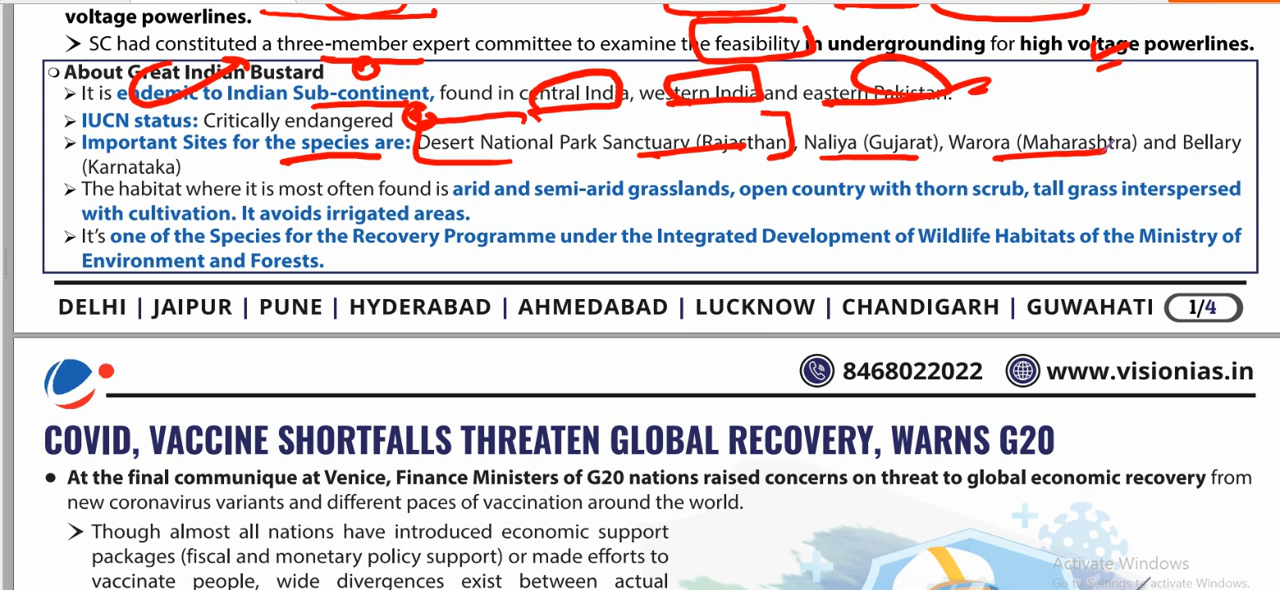 voltage powerlines.
➤ SC had constituted a three-member expert committee to examine the feasibility in undergrounding for high voltage powerlines.
○ About Great Indian Bustard
➤ It is endemic to Indian Sub-continent, found in central India, western India and eastern Pakistan.
➤ IUCN status: Critically endangered
➤ Important Sites for the species are: Desert National Park Sanctuary (Rajasthan), Naliya (Gujarat), Warora (Maharashtra) and Bellary
(Karnataka)
➤ The habitat where it is most often found is arid and semi-arid grasslands, open country with thorn scrub, tall grass interspersed
with cultivation. It avoids irrigated areas.
➤ It's one of the Species for the Recovery Programme under the Integrated Development of Wildlife Habitats of the Ministry of
Environment and Forests.
DELHI | JAIPUR | PUNE | HYDERABAD | AHMEDABAD | LUCKNOW | CHANDIGARH | GUWAHATI 1/4
8468022022 www.visionias.in
COVID, VACCINE SHORTFALLS THREATEN GLOBAL RECOVERY, WARNS G20
● At the final communique at Venice, Finance Ministers of G20 nations raised concerns on threat to global economic recovery from
new coronavirus variants and different paces of vaccination around the world.
➤ Though almost all nations have introduced economic support
packages (fiscal and monetary policy support) or made efforts to
vaccinate people, wide divergences exist between actual
Activate Windows
Go to Settings to activate Windows.